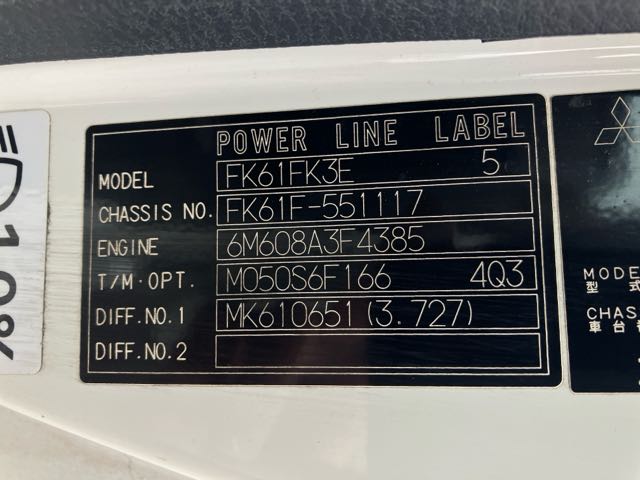 POWER LINE LABEL
MODEL FK61FK3E 5
CHASSIS NO. FK61F-551117
ENGINE 6M608A3F4385
T/M·OPT. M050S6F166 4Q3
DIFF.NO.1 MK610651(3.727)
DIFF.NO.2
MODE
型式
CHAS
車台